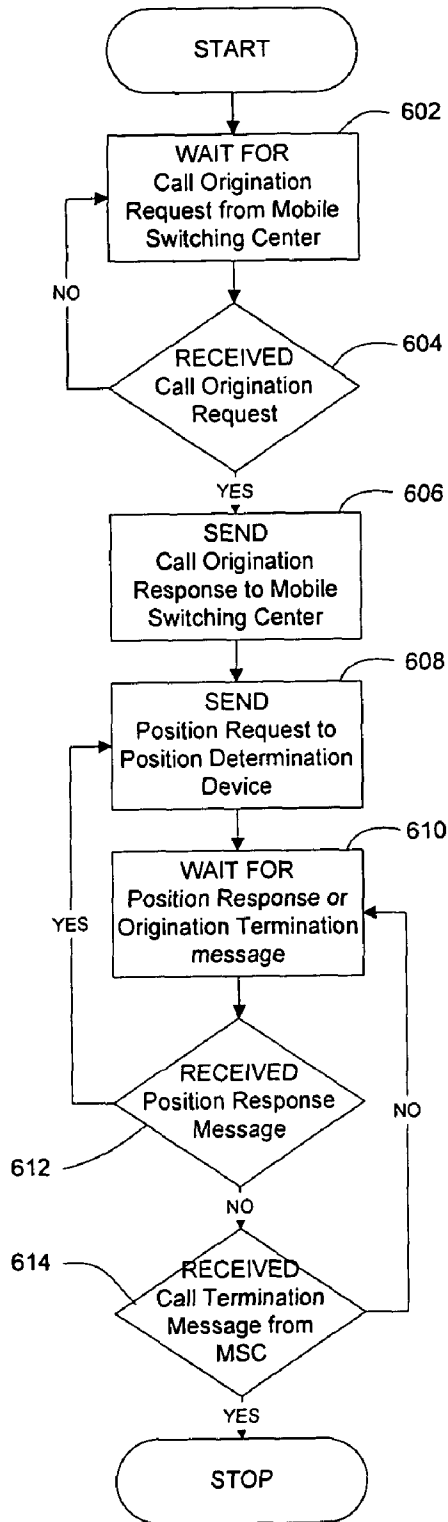 START
602
WAIT FOR
Call Origination
Request from Mobile
Switching Center
NO
604
RECEIVED
Call Origination
Request
YES
606
SEND
Call Origination
Response to Mobile
Switching Center
608
SEND
Position Request to
Position Determination
Device
610
WAIT FOR
Position Response or
Origination Termination
message
YES
RECEIVED
Position Response
Message
NO
612
NO
614
RECEIVED
Call Termination
Message from
MSC
YES
STOP